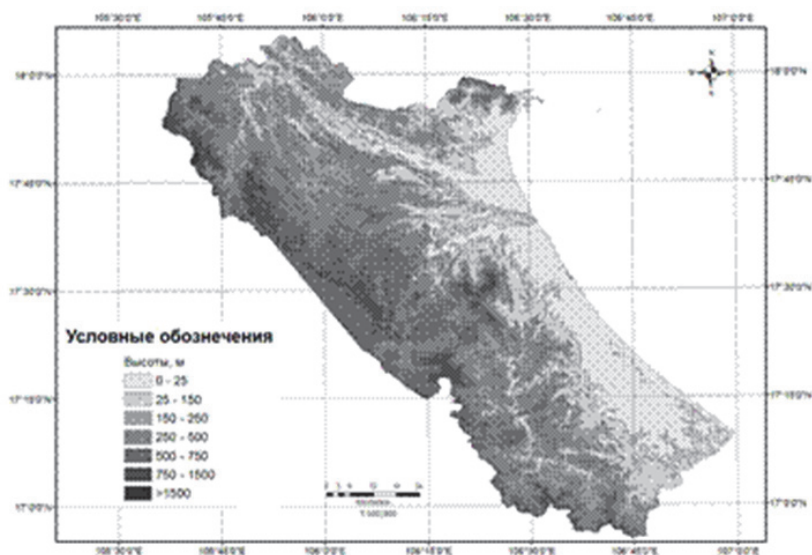 105°30'0"E 105°45'0"E 106°0'0"E 106°15'0"E 106°30'0"E 106°45'0"E 107°0'0"E
18°0'0"N 18°0'0"N
17°45'0"N 17°45'0"N
17°30'0"N 17°30'0"N
Условные обозначения
Высоты, м
0 - 25
25 - 150
17°15'0"N 17°15'0"N
150 - 250
250 - 500
500 - 750
750 - 1500
>1500
17°0'0"N 17°0'0"N
105°30'0"E 105°45'0"E 106°0'0"E 106°15'0"E 106°30'0"E 106°45'0"E 107°0'0"E